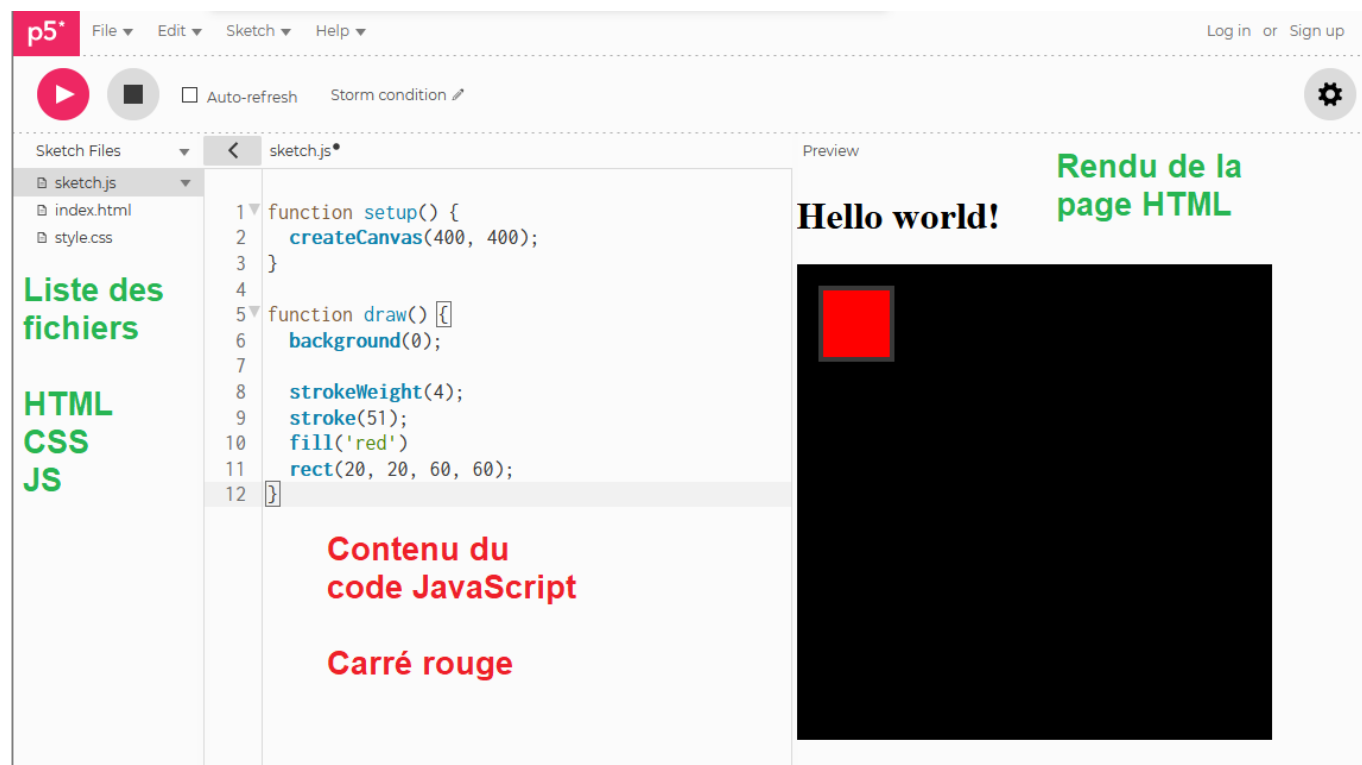 p5* File Edit Sketch Help Log in or Sign up
Auto-refresh Storm condition
Sketch Files
sketch.js
index.html
style.css
Liste des
fichiers
HTML
CSS
JS
sketch.js
1 function setup() {
2 createCanvas(400, 400);
3 }
4
5 function draw() {
6 background(0);
7
8 strokeWeight(4);
9 stroke(51);
10 fill('red')
11 rect(20, 20, 60, 60);
12 }
Contenu du
code JavaScript
Carré rouge
Preview
Rendu de la
page HTML
Hello world!